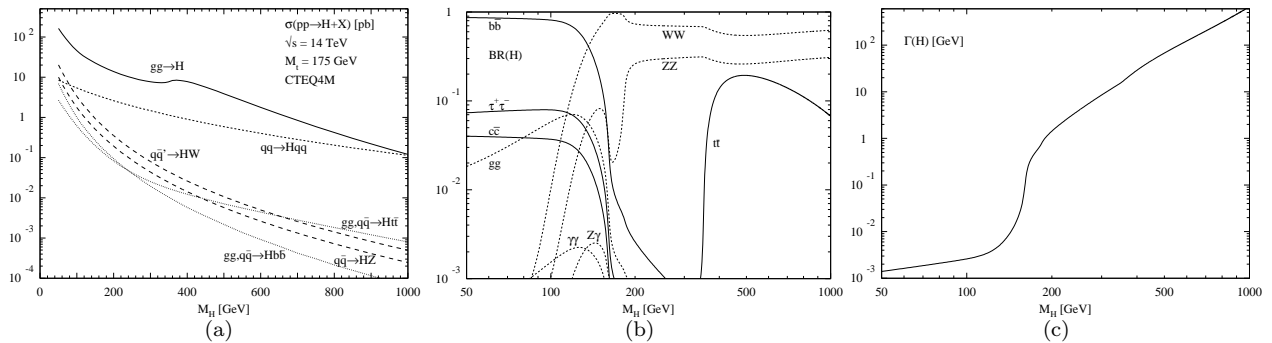 σ(pp→H+X) [pb]
√s = 14 TeV
M_t = 175 GeV
CTEQ4M
gg→H
qq→Hqq
qq̄'→HW
gg,qq̄→Htt̄
gg,qq̄→Hbb̄
qq̄→HZ
10^2
10
1
10^-1
10^-2
10^-3
10^-4
0 200 400 600 800 1000
M_H [GeV]
(a)
BR(H)
bb̄
τ^+τ^-
cc̄
gg
WW
ZZ
tt̄
γγ
Zγ
1
10^-1
10^-2
10^-3
50 100 200 500 1000
M_H [GeV]
(b)
Γ(H) [GeV]
10^2
10
1
10^-1
10^-2
10^-3
50 100 200 500 1000
M_H [GeV]
(c)